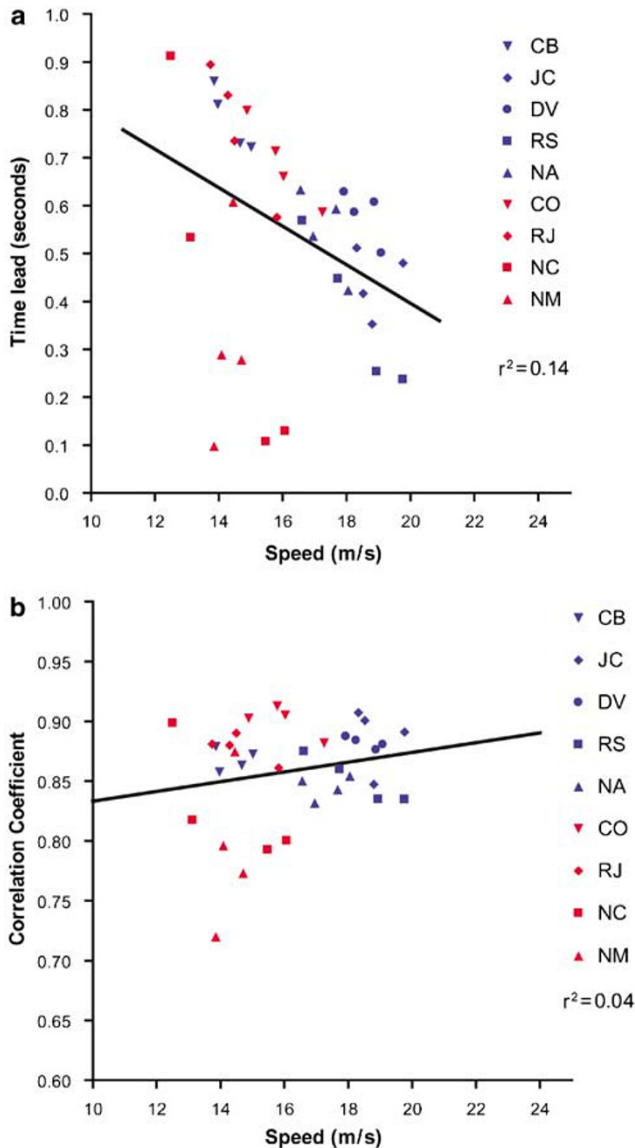 a
Time lead (seconds)
1.0
0.9
0.8
0.7
0.6
0.5
0.4
0.3
0.2
0.1
0.0
10 12 14 16 18 20 22 24
Speed (m/s)
CB
JC
DV
RS
NA
CO
RJ
NC
NM
r²=0.14
b
Correlation Coefficient
1.00
0.95
0.90
0.85
0.80
0.75
0.70
0.65
0.60
10 12 14 16 18 20 22 24
Speed (m/s)
CB
JC
DV
RS
NA
CO
RJ
NC
NM
r²=0.04